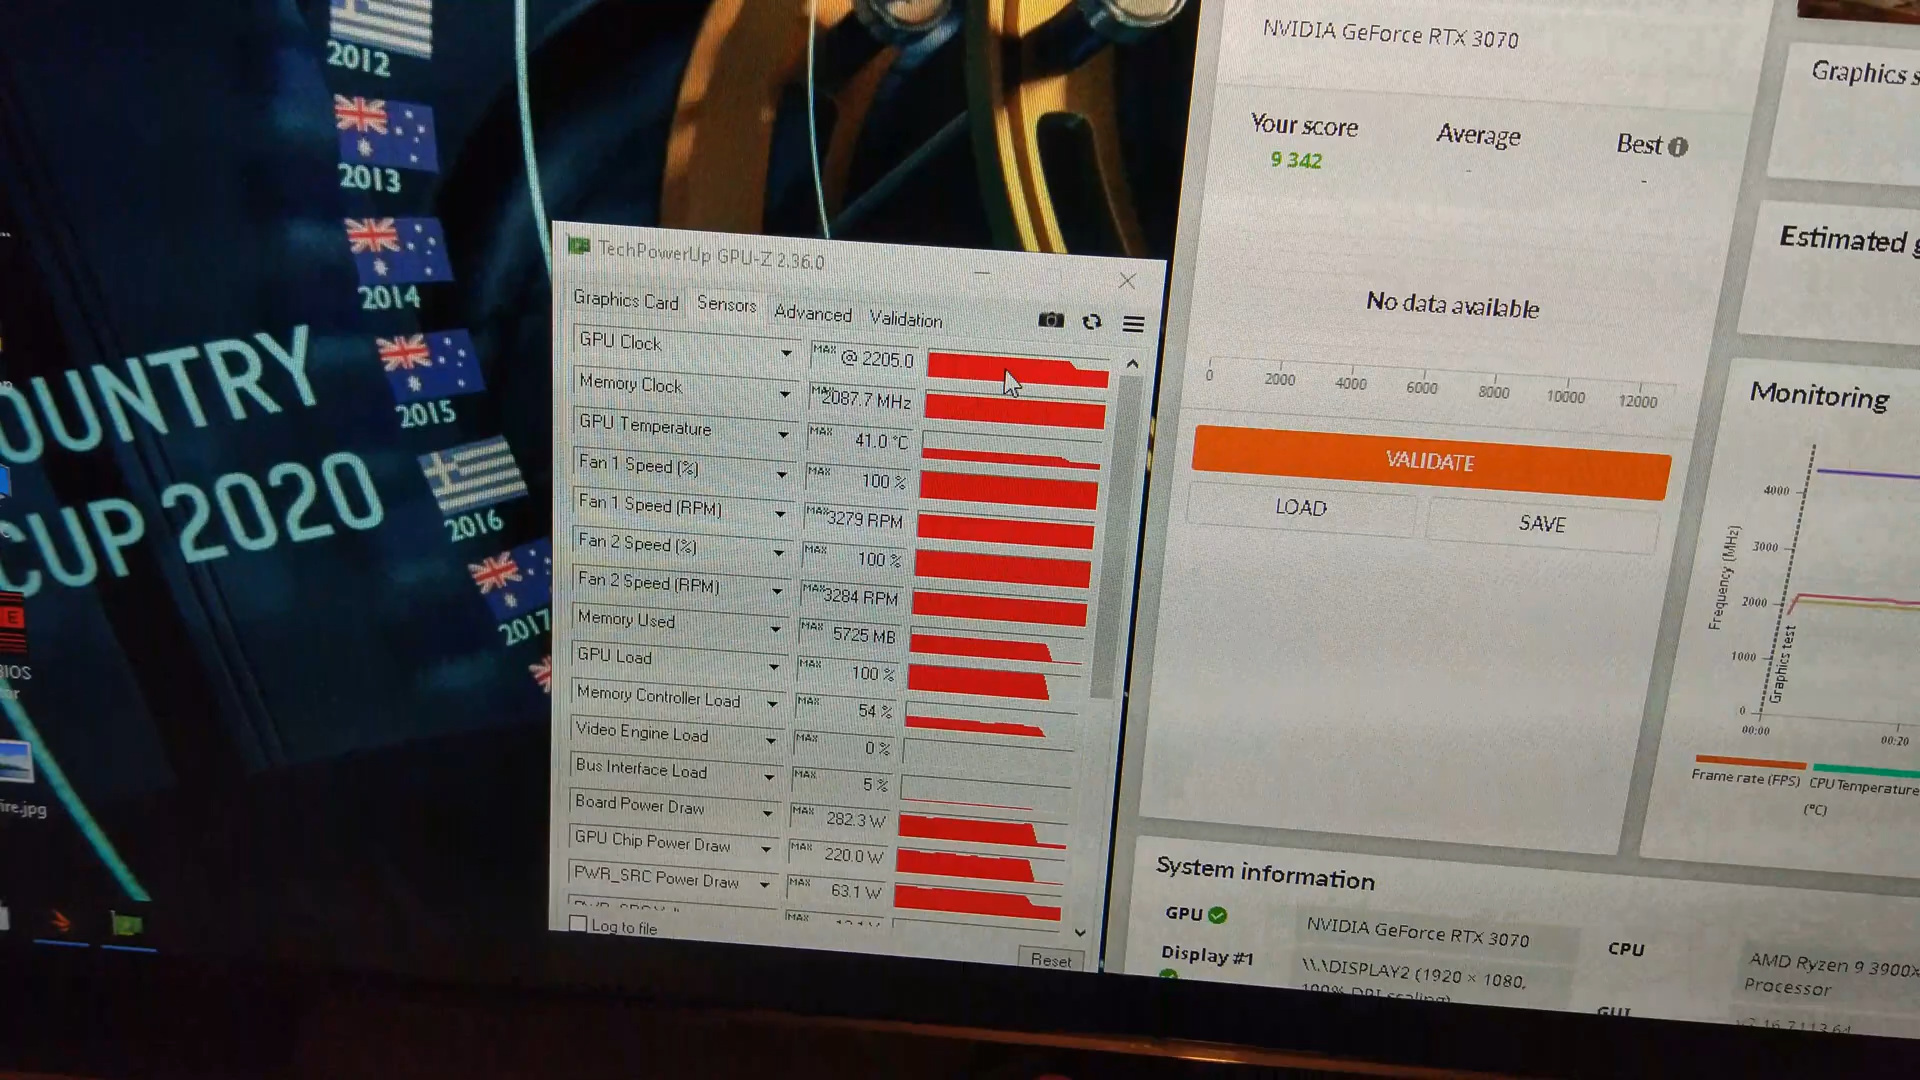 2012
2013
2014
2015
2016
2017
OUNTRY
CUP 2020
BIOS
ire.jpg
TechPowerUp GPU-Z 2.36.0
Graphics Card Sensors Advanced Validation
GPU Clock MAX @ 2205.0
Memory Clock MAX 2087.7 MHz
GPU Temperature MAX 41.0 °C
Fan 1 Speed (%) MAX 100 %
Fan 1 Speed (RPM) MAX 3279 RPM
Fan 2 Speed (%) MAX 100 %
Fan 2 Speed (RPM) MAX 3284 RPM
Memory Used MAX 5725 MB
GPU Load MAX 100 %
Memory Controller Load MAX 54 %
Video Engine Load MAX 0 %
Bus Interface Load MAX 5 %
Board Power Draw MAX 282.3 W
GPU Chip Power Draw MAX 220.0 W
PWR_SRC Power Draw MAX 63.1 W
MAX
Log to file
Reset
NVIDIA GeForce RTX 3070
Your score Average Best
9 342 - -
No data available
0 2000 4000 6000 8000 10000 12000
VALIDATE
LOAD SAVE
Graphics s
Estimated g
Monitoring
Frequency (MHz)
4000
3000
2000
1000
0
Graphics test
00:00 00:20
Frame rate (FPS) CPU Temperature
(°C)
System information
GPU NVIDIA GeForce RTX 3070
Display #1 \\.\DISPLAY2 (1920 × 1080,
100% DPI scaling)
CPU AMD Ryzen 9 3900X
Processor
GUI